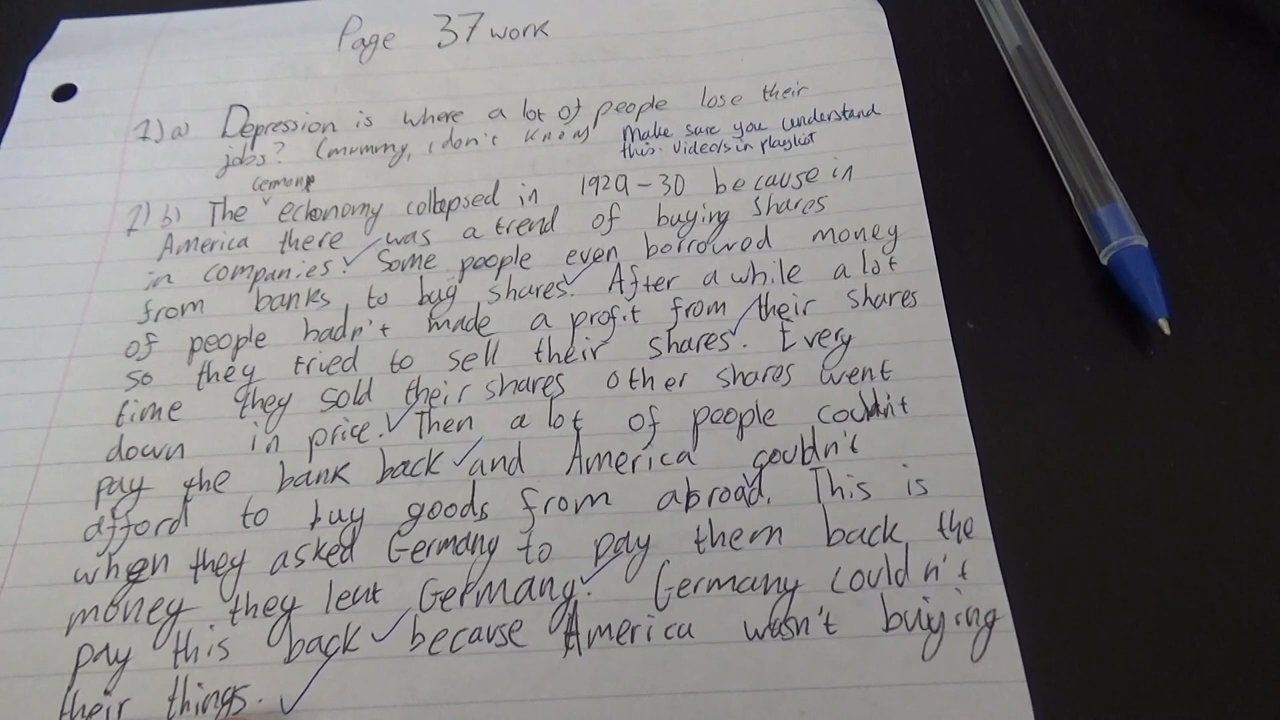 Page 37 work
1) a) Depression is where a lot of people lose their
jobs? (mummy, i don't know) Make sure you understand
this. Video/s in playlist
German
1) b) The economy collapsed in 1929-30 because in
America there was a trend of buying shares
in companies. Some people even borrowed money
from banks to buy shares. After a while a lot
of people hadn't made a profit from their shares
so they tried to sell their shares. Every
time they sold their shares other shares went
down in price. Then a lot of people couldn't
pay the bank back and America couldn't
afford to buy goods from abroad. This is
when they asked Germany to pay them back the
money they lent Germany. Germany couldn't
pay this back because America wasn't buying
their things.